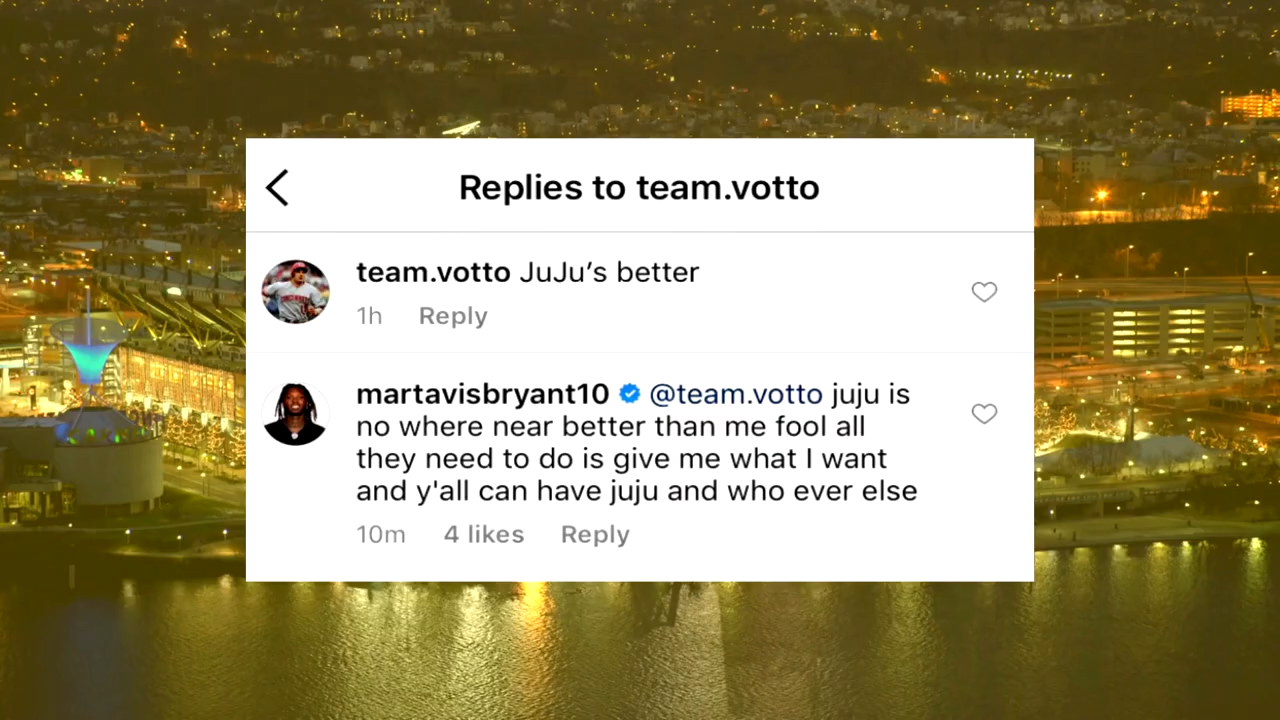 Replies to team.votto
team.votto JuJu’s better
1h Reply
martavisbryant10 @team.votto juju is
no where near better than me fool all
they need to do is give me what I want
and y'all can have juju and who ever else
10m 4 likes Reply